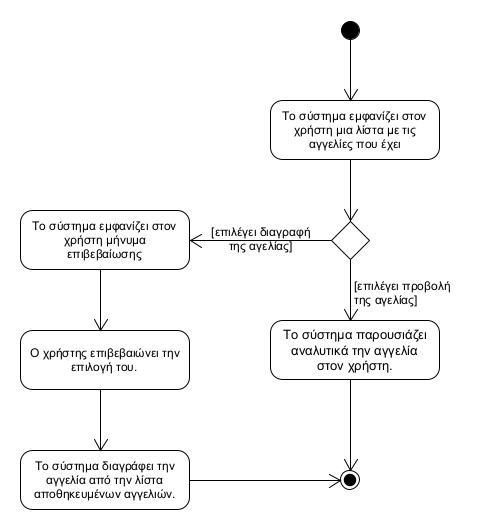 Το σύστημα εμφανίζει στον
χρήστη μια λίστα με τις
αγγελίες που έχει
[επιλέγει διαγραφή
της αγελίας]
Το σύστημα εμφανίζει στον
χρήστη μήνυμα
επιβεβαίωσης
[επιλέγει προβολή
της αγελίας]
Το σύστημα παρουσιάζει
αναλυτικά την αγγελία
στον χρήστη.
Ο χρήστης επιβεβαιώνει την
επιλογή του.
Το σύστημα διαγράφει την
αγγελία από την λίστα
αποθηκευμένων αγγελιών.